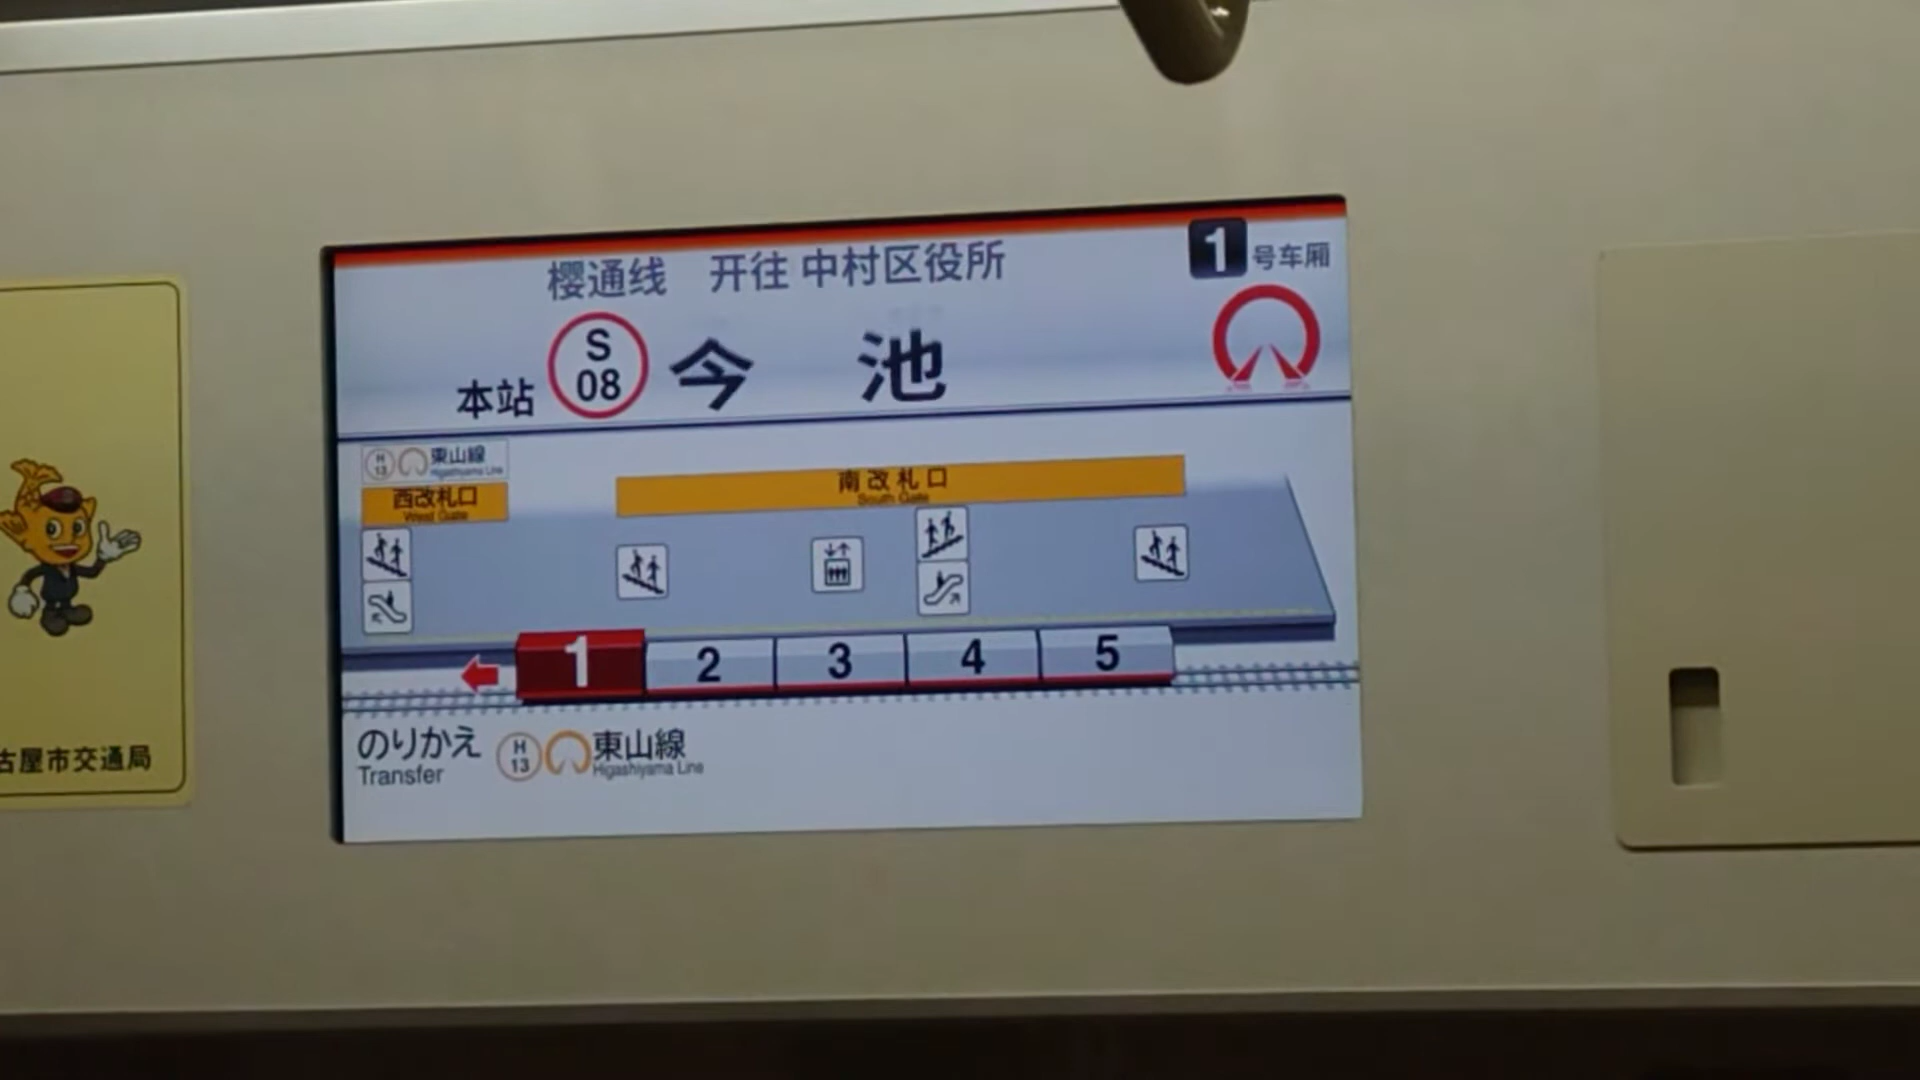 樱通线 开往 中村区役所
1 号车厢
本站 S 08 今 池
H 13 東山線
Higashiyama Line
西改札口
West Gate
南改札口
South Gate
1 2 3 4 5
のりかえ H 13 東山線
Transfer Higashiyama Line
古屋市交通局